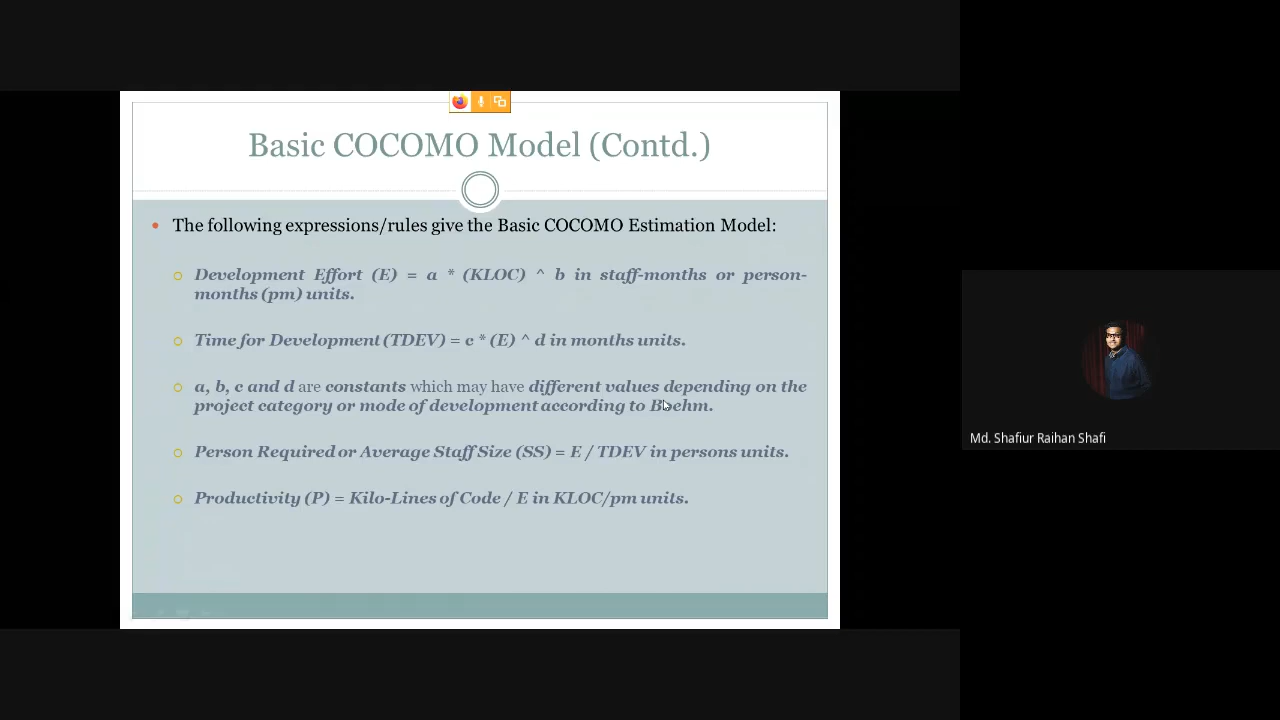 Basic COCOMO Model (Contd.)
The following expressions/rules give the Basic COCOMO Estimation Model:
Development Effort (E) = a * (KLOC) ^ b in staff-months or person-
months (pm) units.
Time for Development (TDEV) = c * (E) ^ d in months units.
a, b, c and d are constants which may have different values depending on the
project category or mode of development according to Boehm.
Person Required or Average Staff Size (SS) = E / TDEV in persons units.
Productivity (P) = Kilo-Lines of Code / E in KLOC/pm units.
Md. Shafiur Raihan Shafi